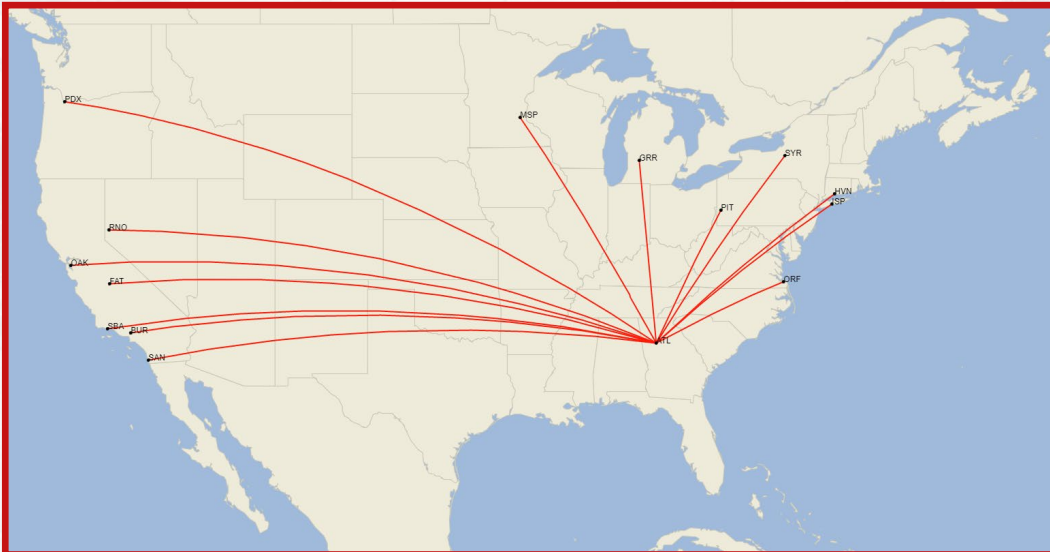 PDX
MSP
SYR
GRR
HVN
ISP
PIT
RNO
OAK
ORF
FAT
SBA
BUR
ATL
SAN